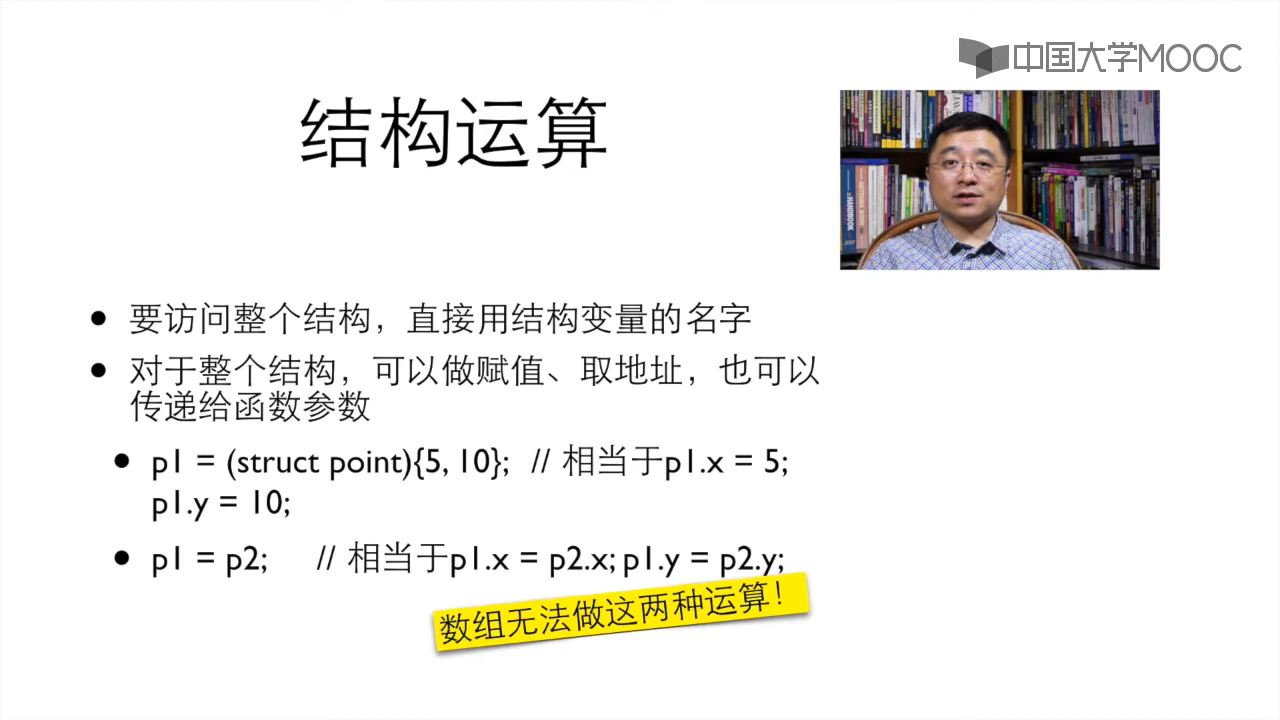 中国大学MOOC
结构运算
HANDBOOK
• 要访问整个结构，直接用结构变量的名字
• 对于整个结构，可以做赋值、取地址，也可以
传递给函数参数
• p1 = (struct point){5, 10}; // 相当于p1.x = 5;
p1.y = 10;
• p1 = p2; // 相当于p1.x = p2.x; p1.y = p2.y;
数组无法做这两种运算！